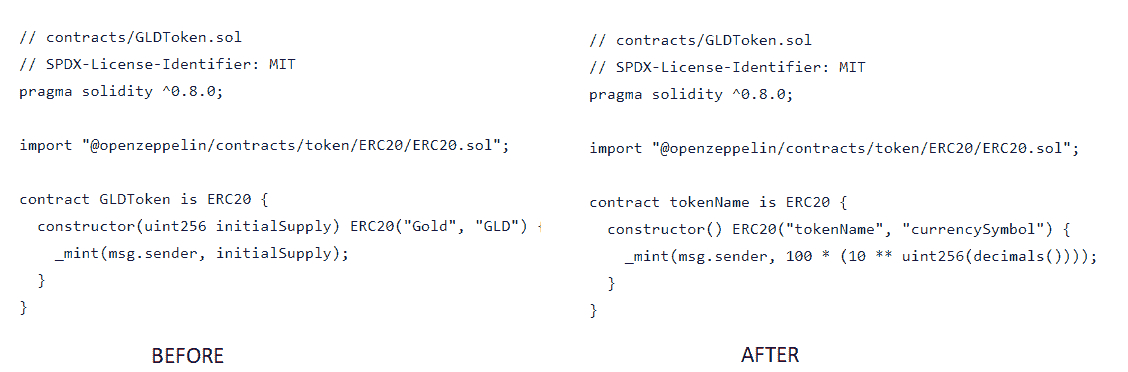 // contracts/GLDToken.sol
// SPDX-License-Identifier: MIT
pragma solidity ^0.8.0;
import "@openzeppelin/contracts/token/ERC20/ERC20.sol";
contract GLDToken is ERC20 {
constructor(uint256 initialSupply) ERC20("Gold", "GLD") {
_mint(msg.sender, initialSupply);
}
}
BEFORE
// contracts/GLDToken.sol
// SPDX-License-Identifier: MIT
pragma solidity ^0.8.0;
import "@openzeppelin/contracts/token/ERC20/ERC20.sol";
contract tokenName is ERC20 {
constructor() ERC20("tokenName", "currencySymbol") {
_mint(msg.sender, 100 * (10 ** uint256(decimals())));
}
}
AFTER